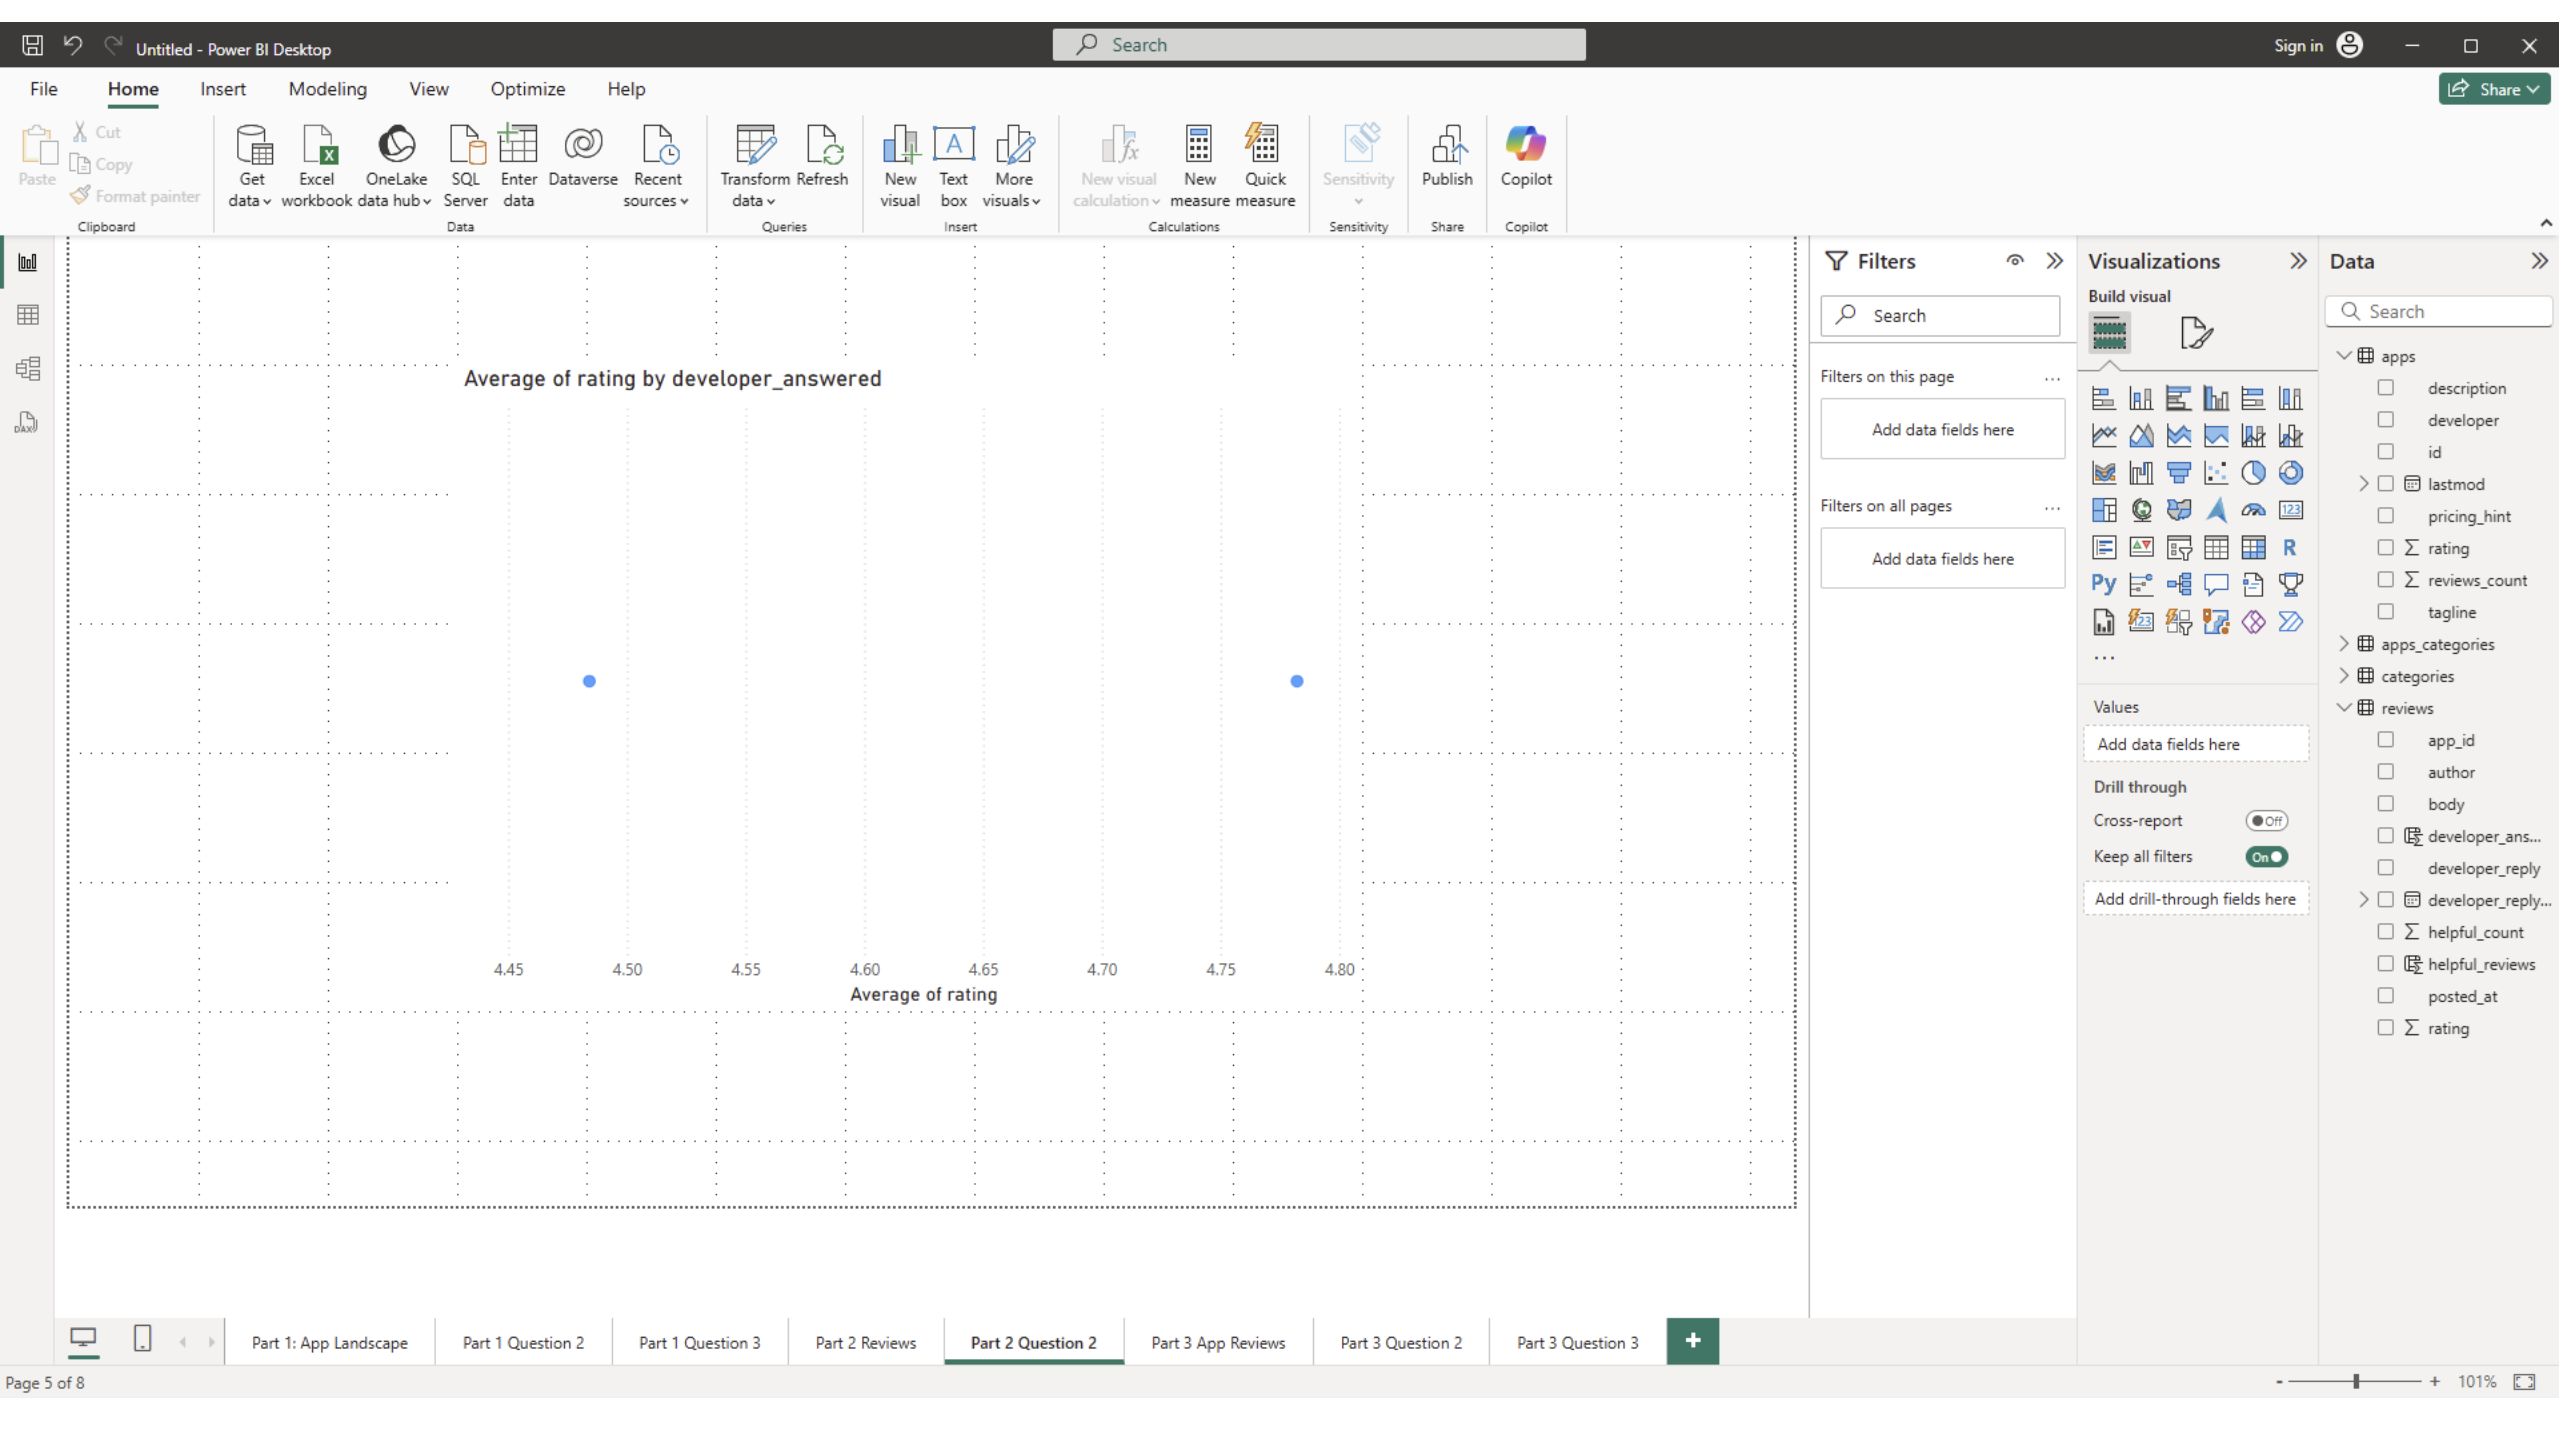 Untitled - Power BI Desktop
Search
Sign in
File Home Insert Modeling View Optimize Help
Share
Paste
Cut
Copy
Format painter
Clipboard
Get data
Excel workbook
OneLake data hub
SQL Server
Enter data
Dataverse
Recent sources
Data
Transform data
Refresh
Queries
New visual
Text box
More visuals
Insert
New visual calculation
New measure
Quick measure
Calculations
Sensitivity
Sensitivity
Publish
Share
Copilot
Copilot
Average of rating by developer_answered
4.45 4.50 4.55 4.60 4.65 4.70 4.75 4.80
Average of rating
Filters
Search
Filters on this page
Add data fields here
Filters on all pages
Add data fields here
Visualizations
Build visual
Values
Add data fields here
Drill through
Cross-report Off
Keep all filters On
Add drill-through fields here
Data
Search
apps
description
developer
id
lastmod
pricing_hint
rating
reviews_count
tagline
apps_categories
categories
reviews
app_id
author
body
developer_ans...
developer_reply
developer_reply...
helpful_count
helpful_reviews
posted_at
rating
Part 1: App Landscape Part 1 Question 2 Part 1 Question 3 Part 2 Reviews Part 2 Question 2 Part 3 App Reviews Part 3 Question 2 Part 3 Question 3
Page 5 of 8
101%